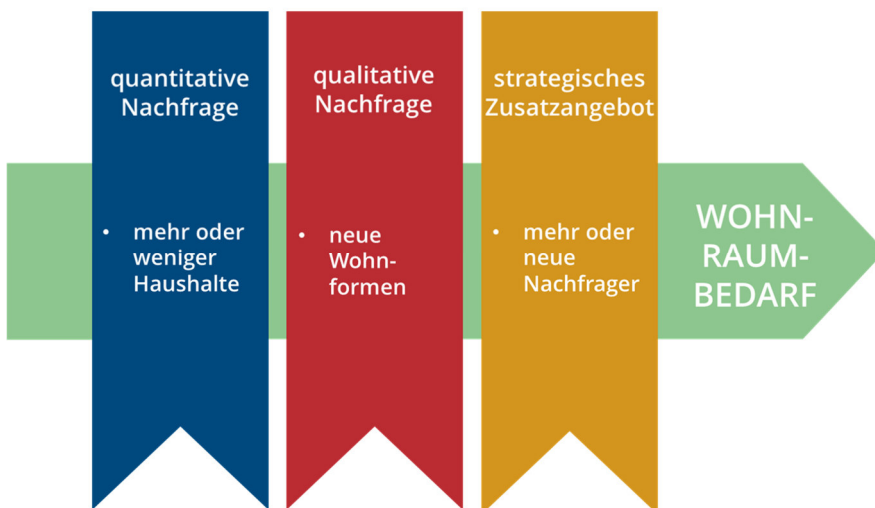 quantitative
Nachfrage
• mehr oder
weniger
Haushalte
qualitative
Nachfrage
• neue
Wohn-
formen
strategisches
Zusatzangebot
• mehr oder
neue
Nachfrager
WOHN-
RAUM-
BEDARF